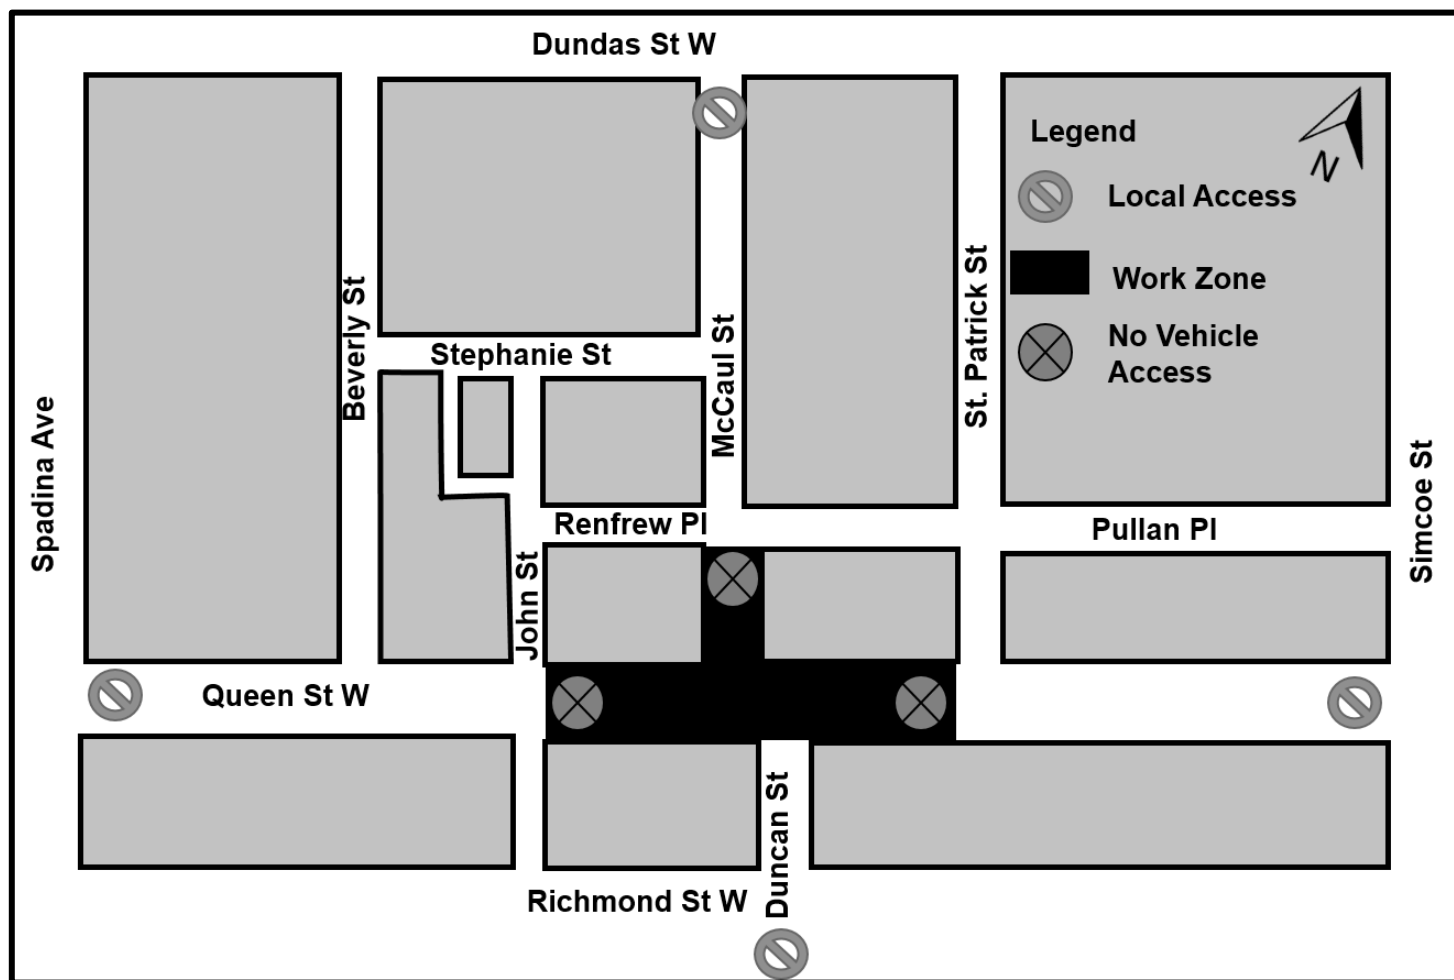 Dundas St W
Legend
N
Local Access
Work Zone
No Vehicle
Access
Beverly St
Stephanie St
McCaul St
St. Patrick St
Spadina Ave
Renfrew Pl
Pullan Pl
Simcoe St
John St
Queen St W
Duncan St
Richmond St W